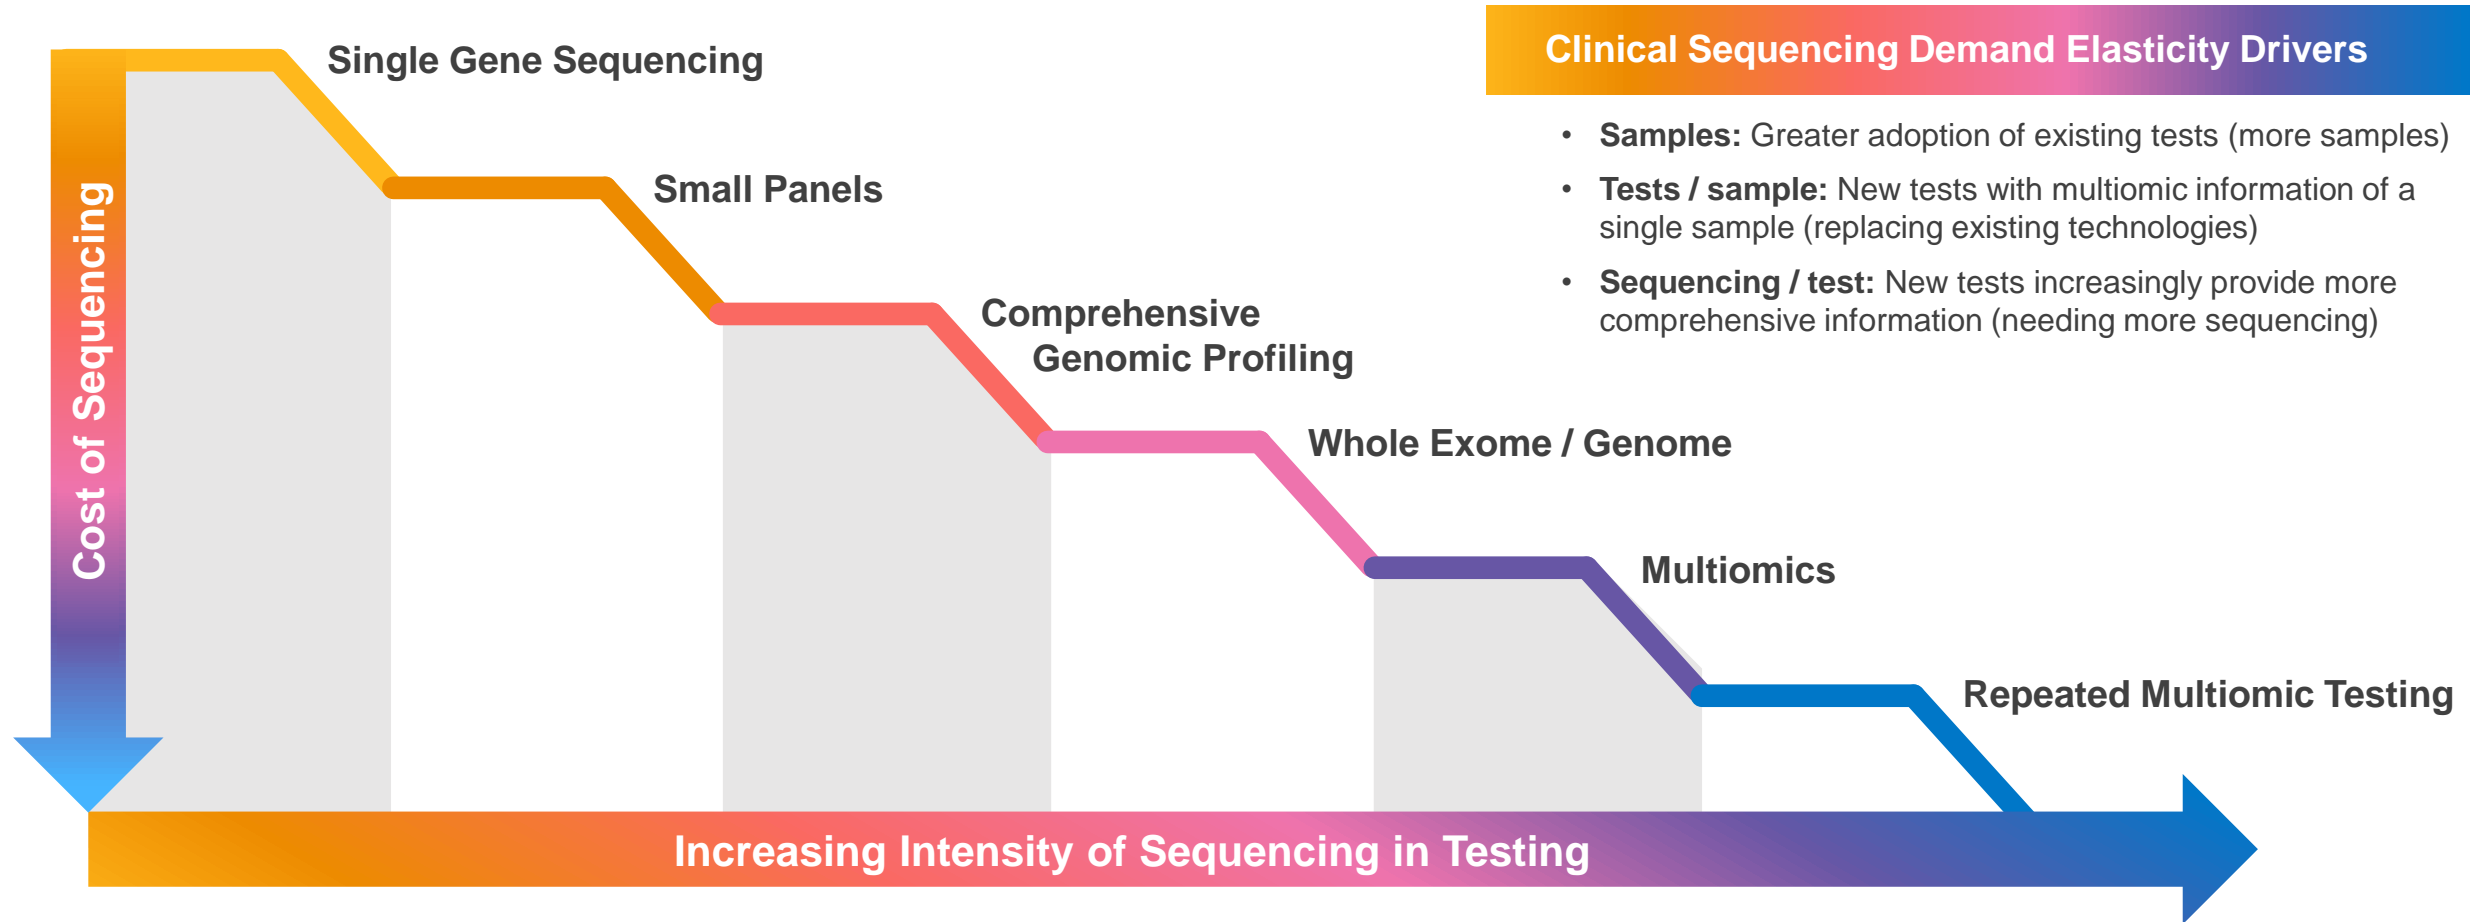 Clinical Sequencing Demand Elasticity Drivers
• Samples: Greater adoption of existing tests (more samples)
• Tests / sample: New tests with multiomic information of a
single sample (replacing existing technologies)
• Sequencing / test: New tests increasingly provide more
comprehensive information (needing more sequencing)
Cost of Sequencing
Single Gene Sequencing
Small Panels
Comprehensive
Genomic Profiling
Whole Exome / Genome
Multiomics
Repeated Multiomic Testing
Increasing Intensity of Sequencing in Testing